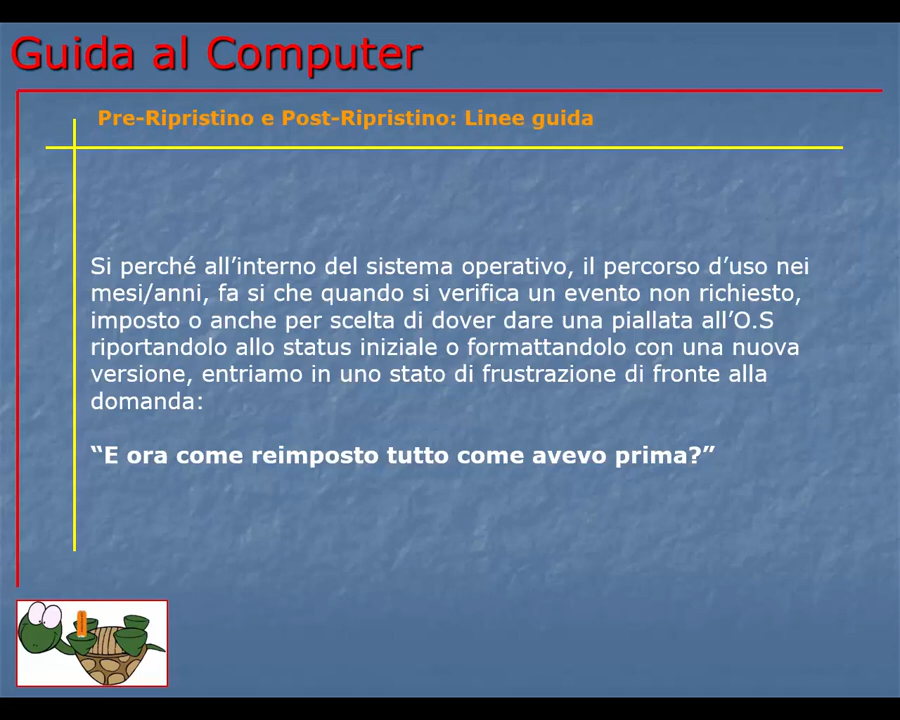 Guida al Computer
Pre-Ripristino e Post-Ripristino: Linee guida
Si perché all’interno del sistema operativo, il percorso d’uso nei
mesi/anni, fa si che quando si verifica un evento non richiesto,
imposto o anche per scelta di dover dare una piallata all’O.S
riportandolo allo status iniziale o formattandolo con una nuova
versione, entriamo in uno stato di frustrazione di fronte alla
domanda:
“E ora come reimposto tutto come avevo prima?”